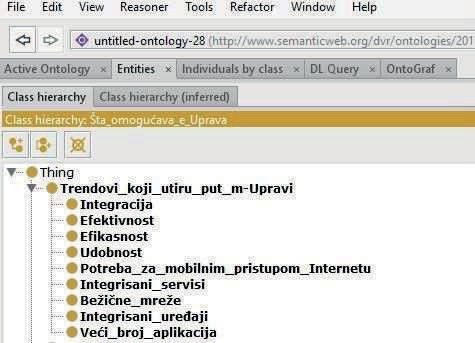 File Edit View Reasoner Tools Refactor Window Help
untitled-ontology-28 (http://www.semanticweb.org/dvr/ontologies/201
Active Ontology × Entities × Individuals by class × DL Query × OntoGraf ×
Class hierarchy Class hierarchy (inferred)
Class hierarchy: Šta_omogućava_e_Uprava
Thing
Trendovi_koji_utiru_put_m-Upravi
Integracija
Efektivnost
Efikasnost
Udobnost
Potreba_za_mobilnim_pristupom_Internetu
Integrisani_servisi
Bežične_mreže
Integrisani_uređaji
Veći_broj_aplikacija